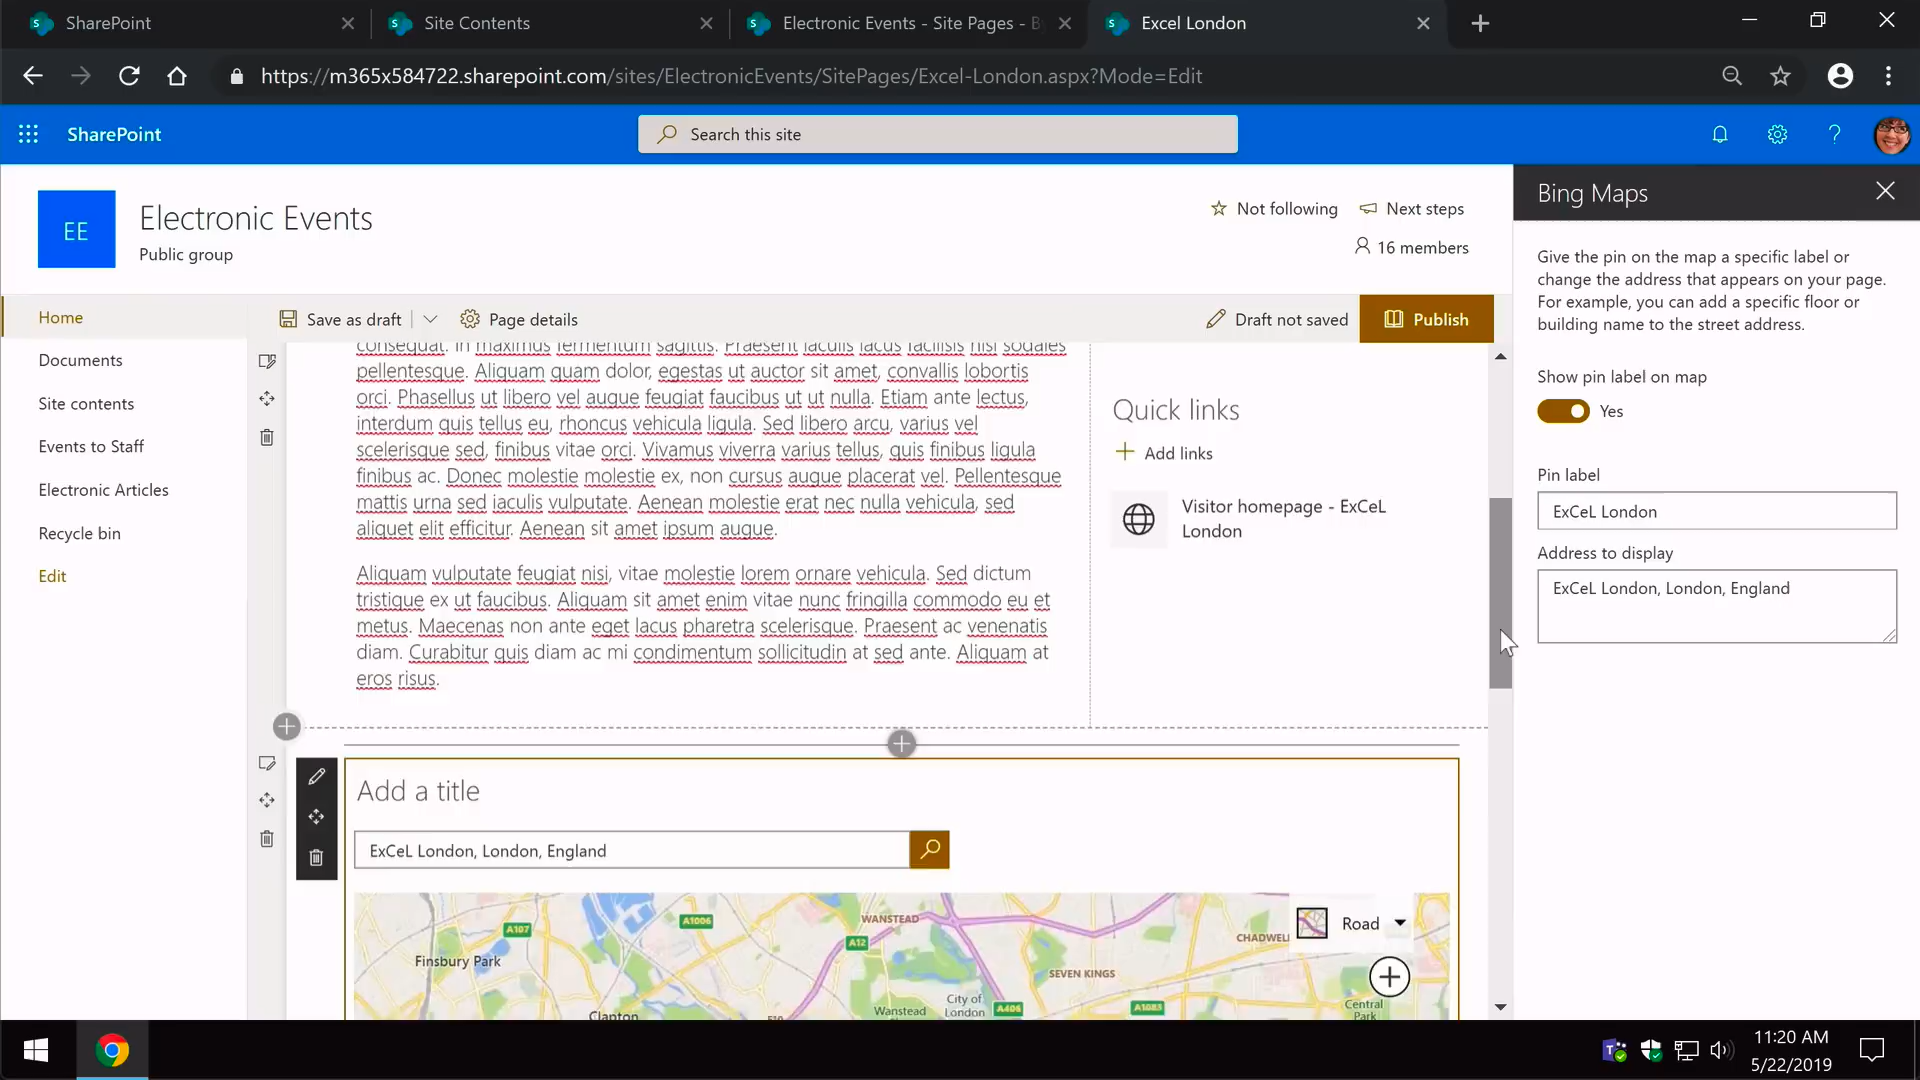 SharePoint
Site Contents
Electronic Events - Site Pages - B
Excel London
https://m365x584722.sharepoint.com/sites/ElectronicEvents/SitePages/Excel-London.aspx?Mode=Edit
SharePoint
Search this site
EE
Electronic Events
Public group
Not following
Next steps
16 members
Home
Documents
Site contents
Events to Staff
Electronic Articles
Recycle bin
Edit
Save as draft
Page details
Draft not saved
Publish
consequat. In maximus fermentum sagittis. Praesent iaculis lacus facilisis nisl sodales
pellentesque. Aliquam quam dolor, egestas ut auctor sit amet, convallis lobortis
orci. Phasellus ut libero vel augue feugiat faucibus ut ut nulla. Etiam ante lectus,
interdum quis tellus eu, rhoncus vehicula ligula. Sed libero arcu, varius vel
scelerisque sed, finibus vitae orci. Vivamus viverra varius tellus, quis finibus ligula
finibus ac. Donec molestie molestie ex, non cursus augue placerat vel. Pellentesque
mattis urna sed iaculis vulputate. Aenean molestie erat nec nulla vehicula, sed
aliquet elit efficitur. Aenean sit amet ipsum augue.
Aliquam vulputate feugiat nisi, vitae molestie lorem ornare vehicula. Sed dictum
tristique ex ut faucibus. Aliquam sit amet enim vitae nunc fringilla commodo eu et
metus. Maecenas non ante eget lacus pharetra scelerisque. Praesent ac venenatis
diam. Curabitur quis diam ac mi condimentum sollicitudin at sed ante. Aliquam at
eros risus.
Quick links
Add links
Visitor homepage - ExCeL
London
Add a title
ExCeL London, London, England
A107
A1006
WANSTEAD
A12
CHADWELL
Road
Finsbury Park
SEVEN KINGS
City of
London
Wanstead
A406
A1083
Central
Park
Clapton
Bing Maps
Give the pin on the map a specific label or
change the address that appears on your page.
For example, you can add a specific floor or
building name to the street address.
Show pin label on map
Yes
Pin label
ExCeL London
Address to display
ExCeL London, London, England
11:20 AM
5/22/2019